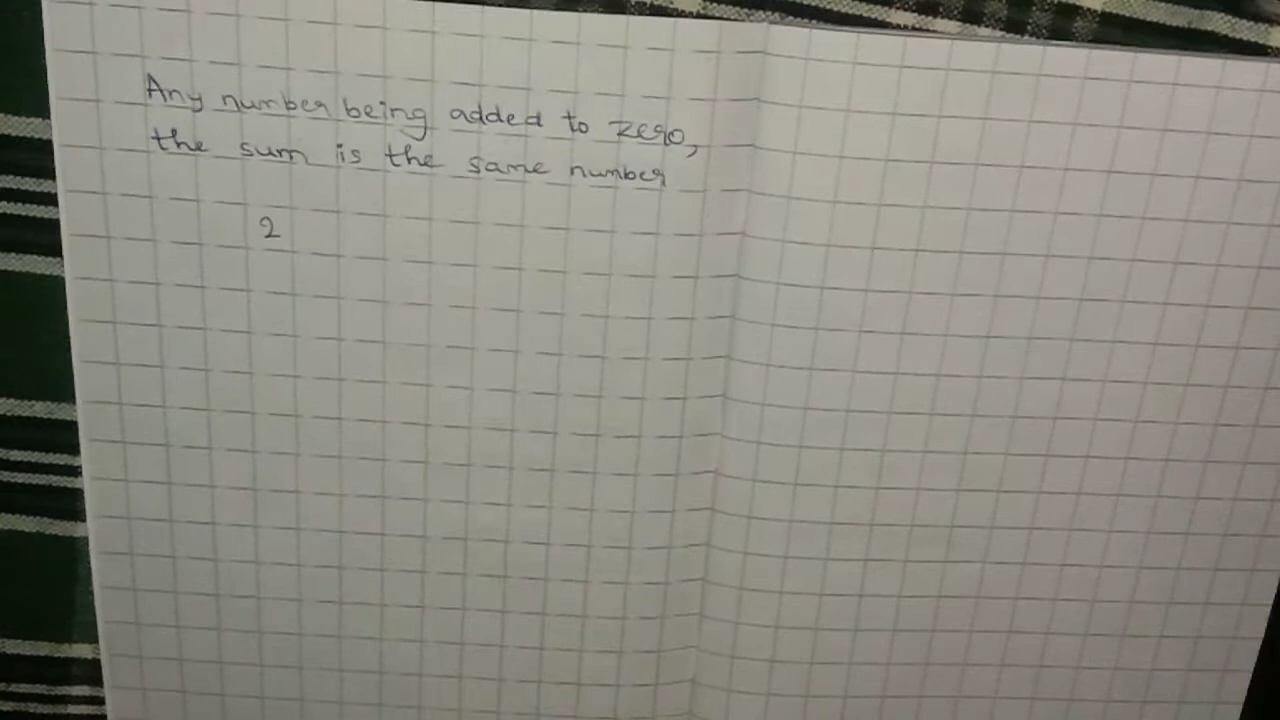 Any number being added to zero,
the sum is the same number
2